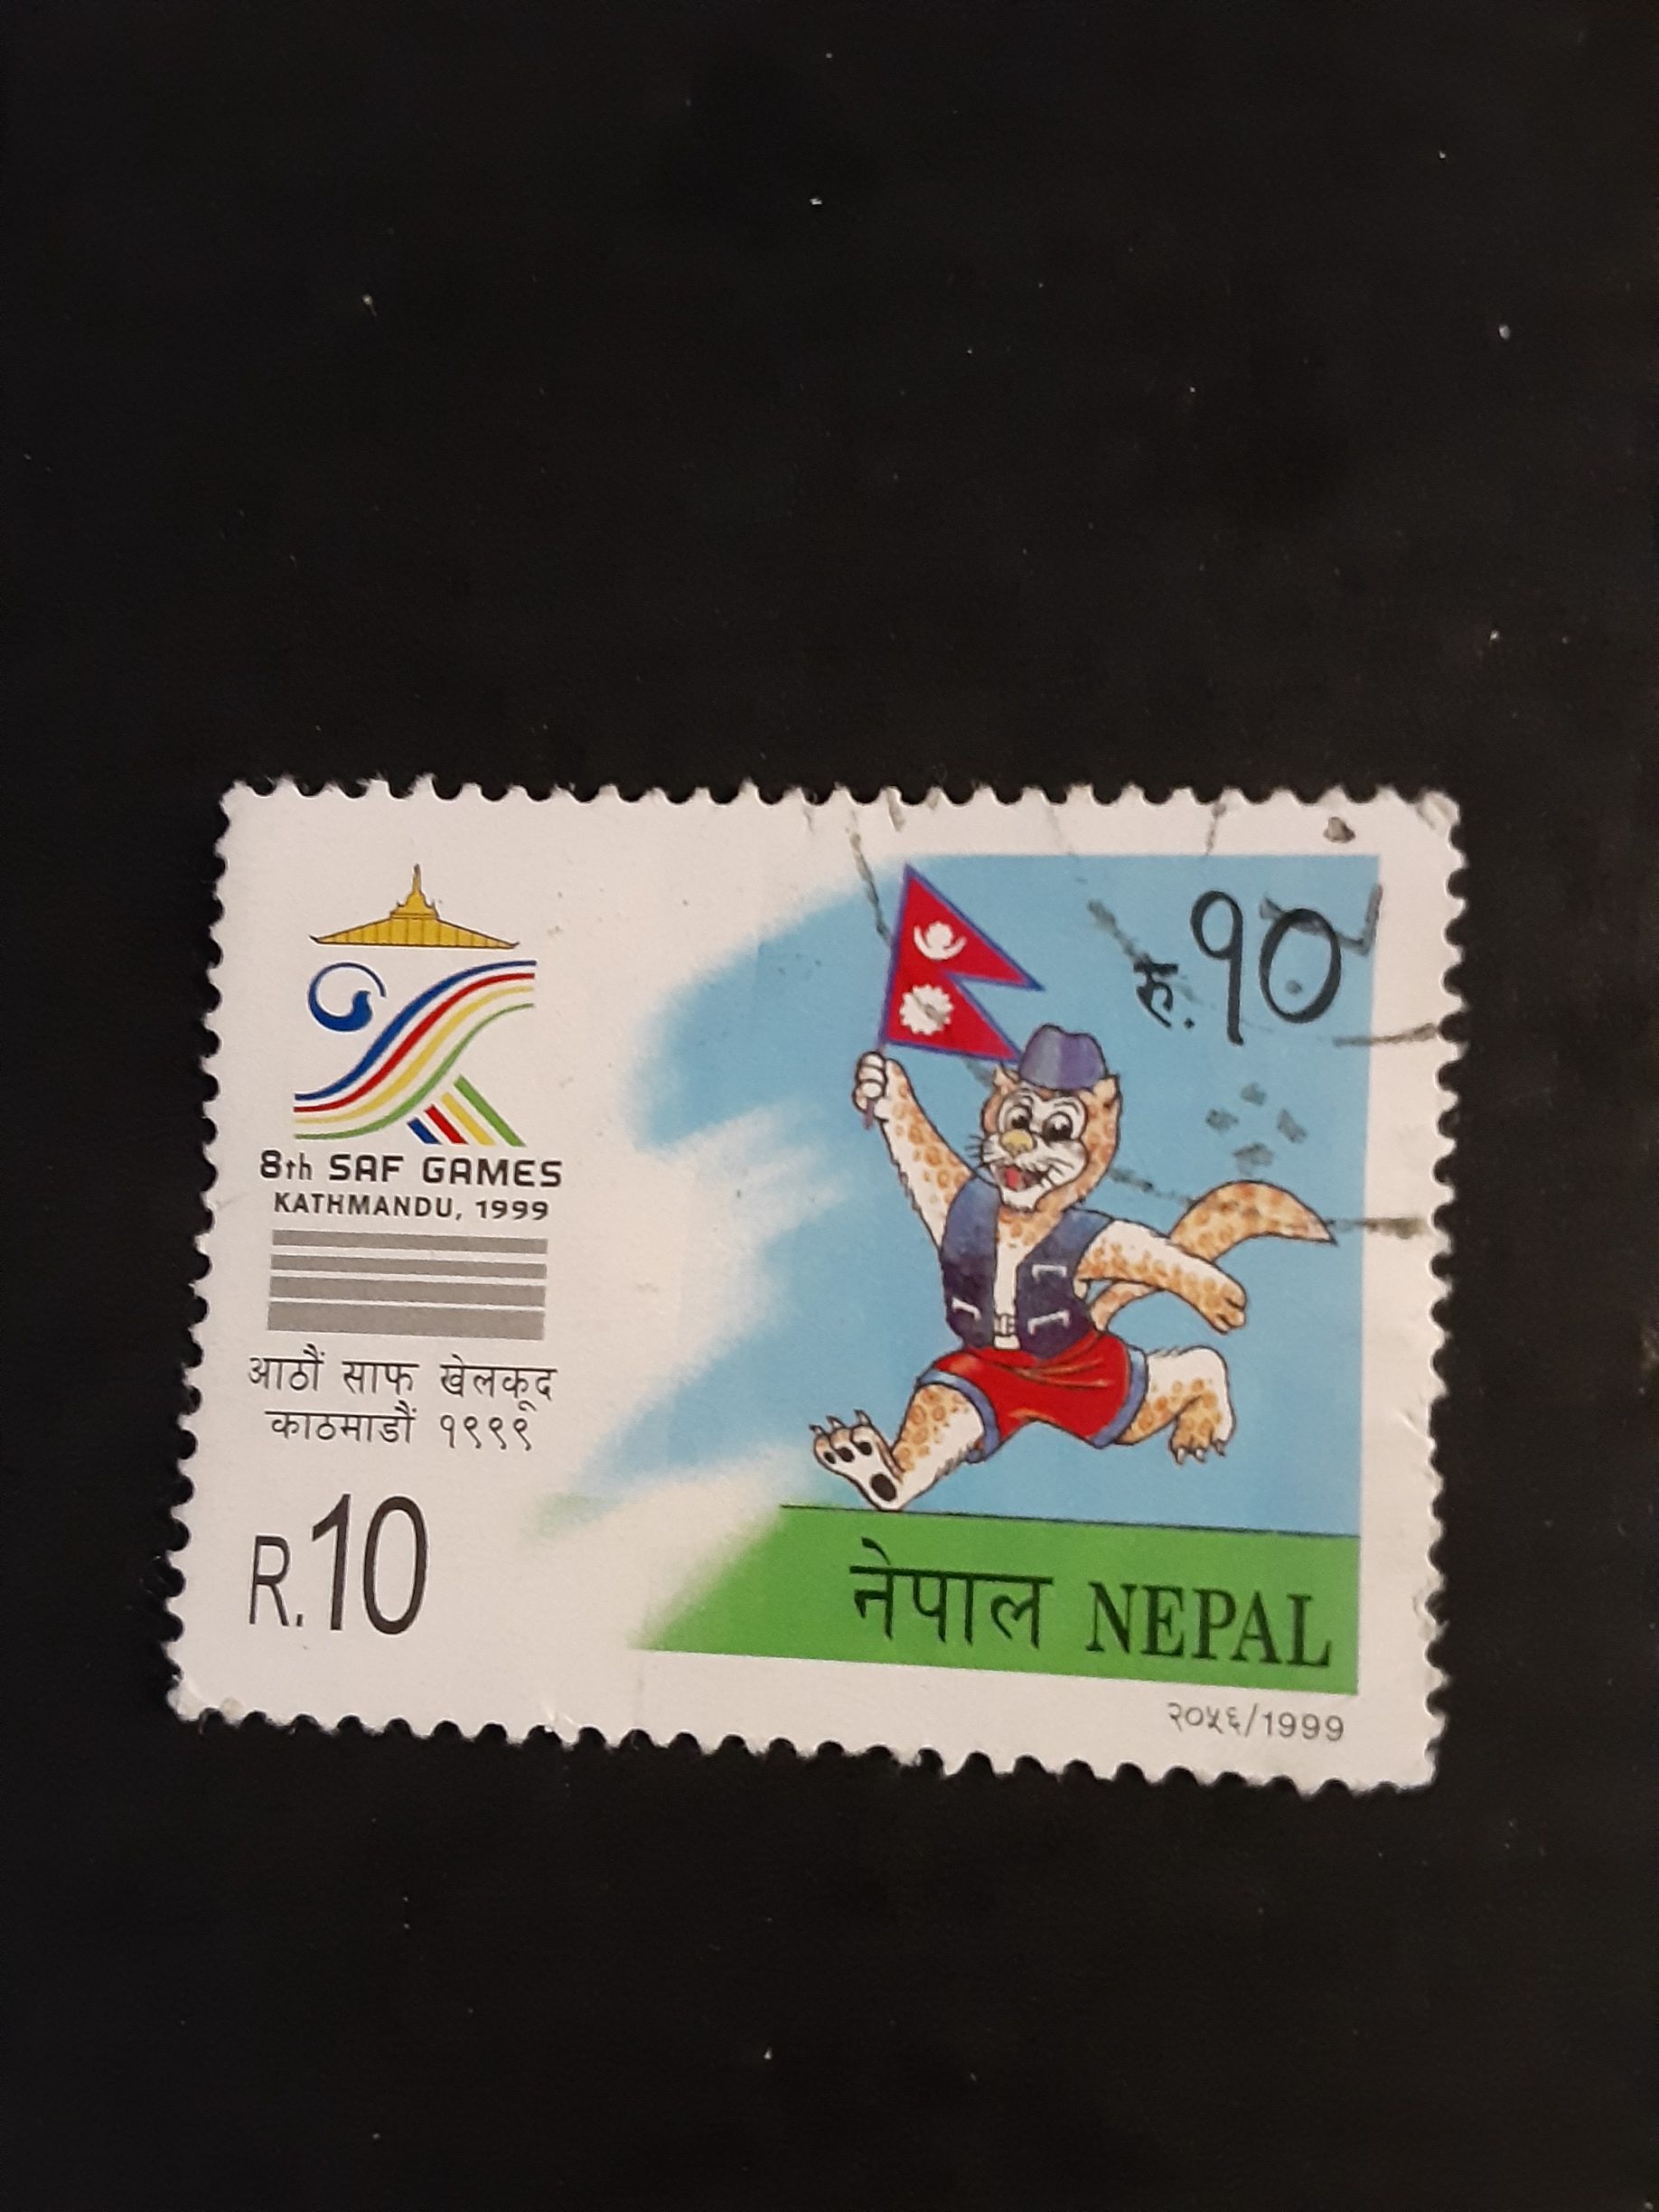 8th SAF GAMES
KATHMANDU, 1999
आठौं साफ खेलकूद
काठमाडौं १९९९
R.10
रु.१०
नेपाल NEPAL
२०५६/1999